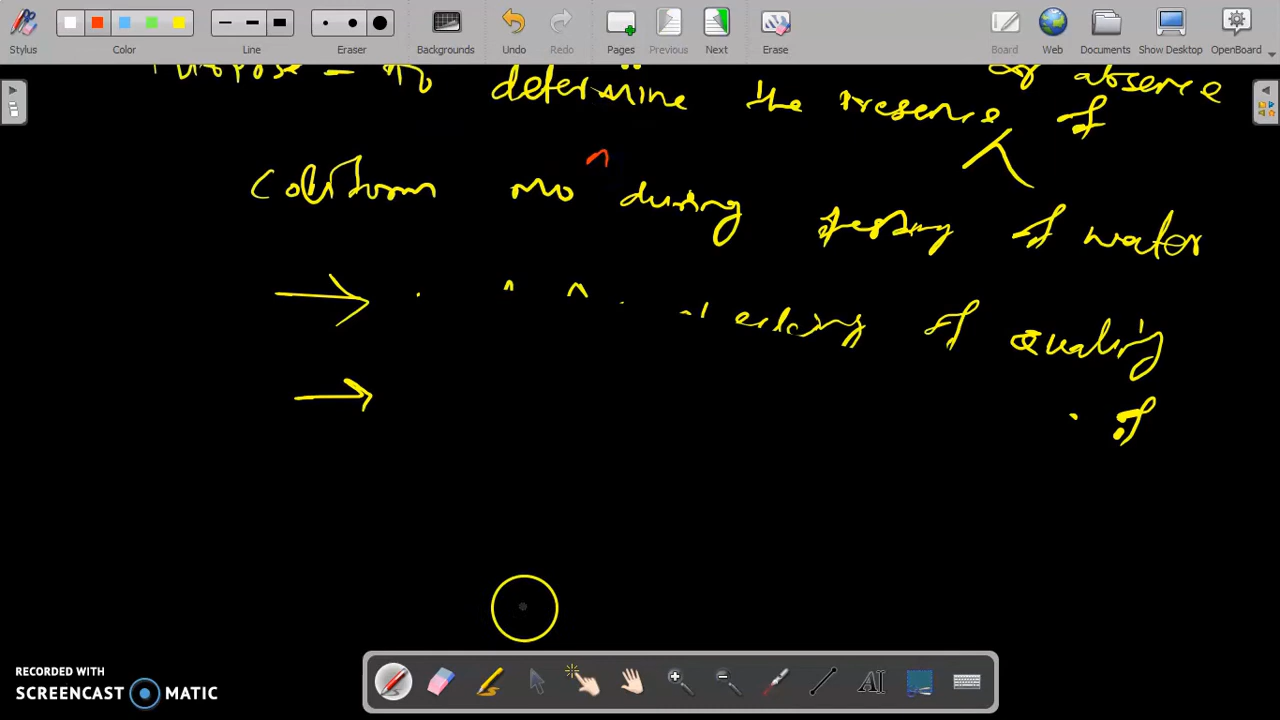 Stylus Color Line Eraser Backgrounds Undo Redo Pages Previous Next Erase Board Web Documents Show Desktop OpenBoard
Purpose - To determine the presence or absence of
Coliform mo during testing of water
→ checking of quality
→ of
RECORDED WITH
SCREENCAST MATIC